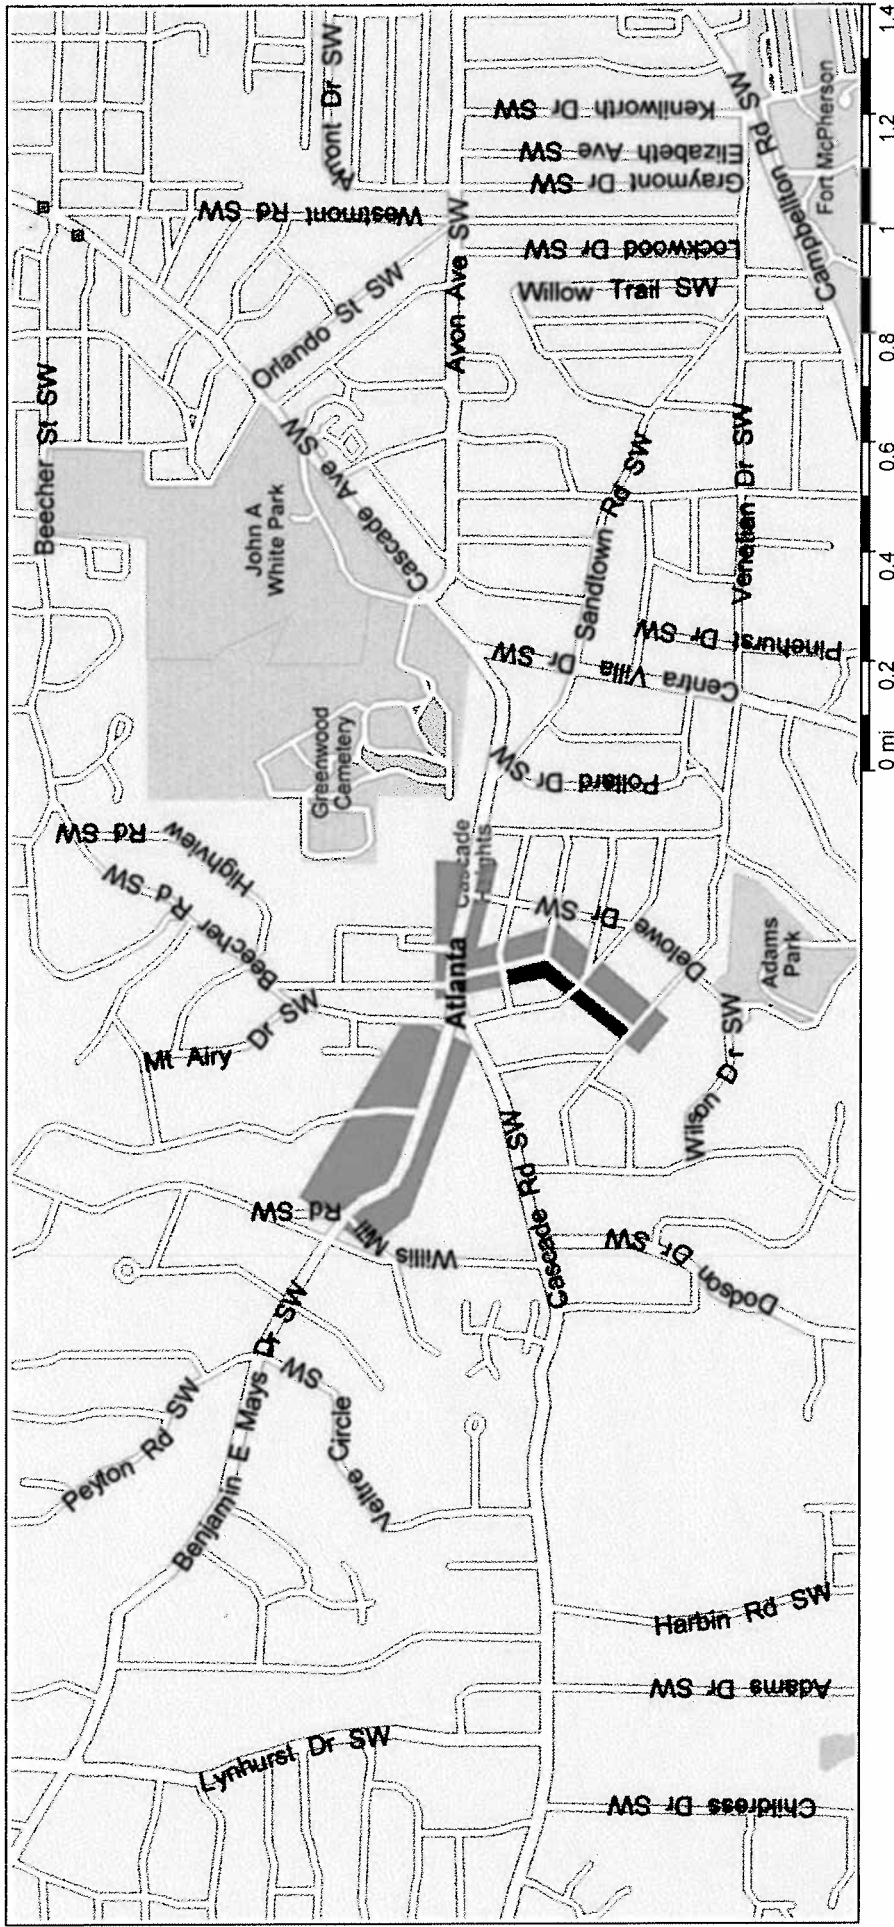 Beecher St SW
Westmont Rd SW
Kenilworth Dr SW
Elizabeth Ave SW
Graymont Dr SW
Lockwood Dr SW
Willow Trail SW
Campbellton Rd SW
Fort McPherson
Avon Ave SW
Orlando St SW
Cascade Ave SW
John A
White Park
Sandtown Rd SW
Venetian Dr SW
Pinehurst Dr SW
Centra Villa Dr SW
Pollard Dr SW
Greenwood
Cemetery
Highview Rd SW
Beecher Rd SW
Cascade
Heights
Atlanta
Delowe Dr SW
Adams
Park
Wilson Dr SW
Mt Airy Dr SW
Willis Mill Rd SW
Cascade Rd SW
Dodson Dr SW
Peyton Rd SW
Benjamin E Mays Dr SW
Veltre Circle SW
Harbin Rd SW
Adams Dr SW
Lynhurst Dr SW
Childress Dr SW
0 mi 0.2 0.4 0.6 0.8 1 1.2 1.4